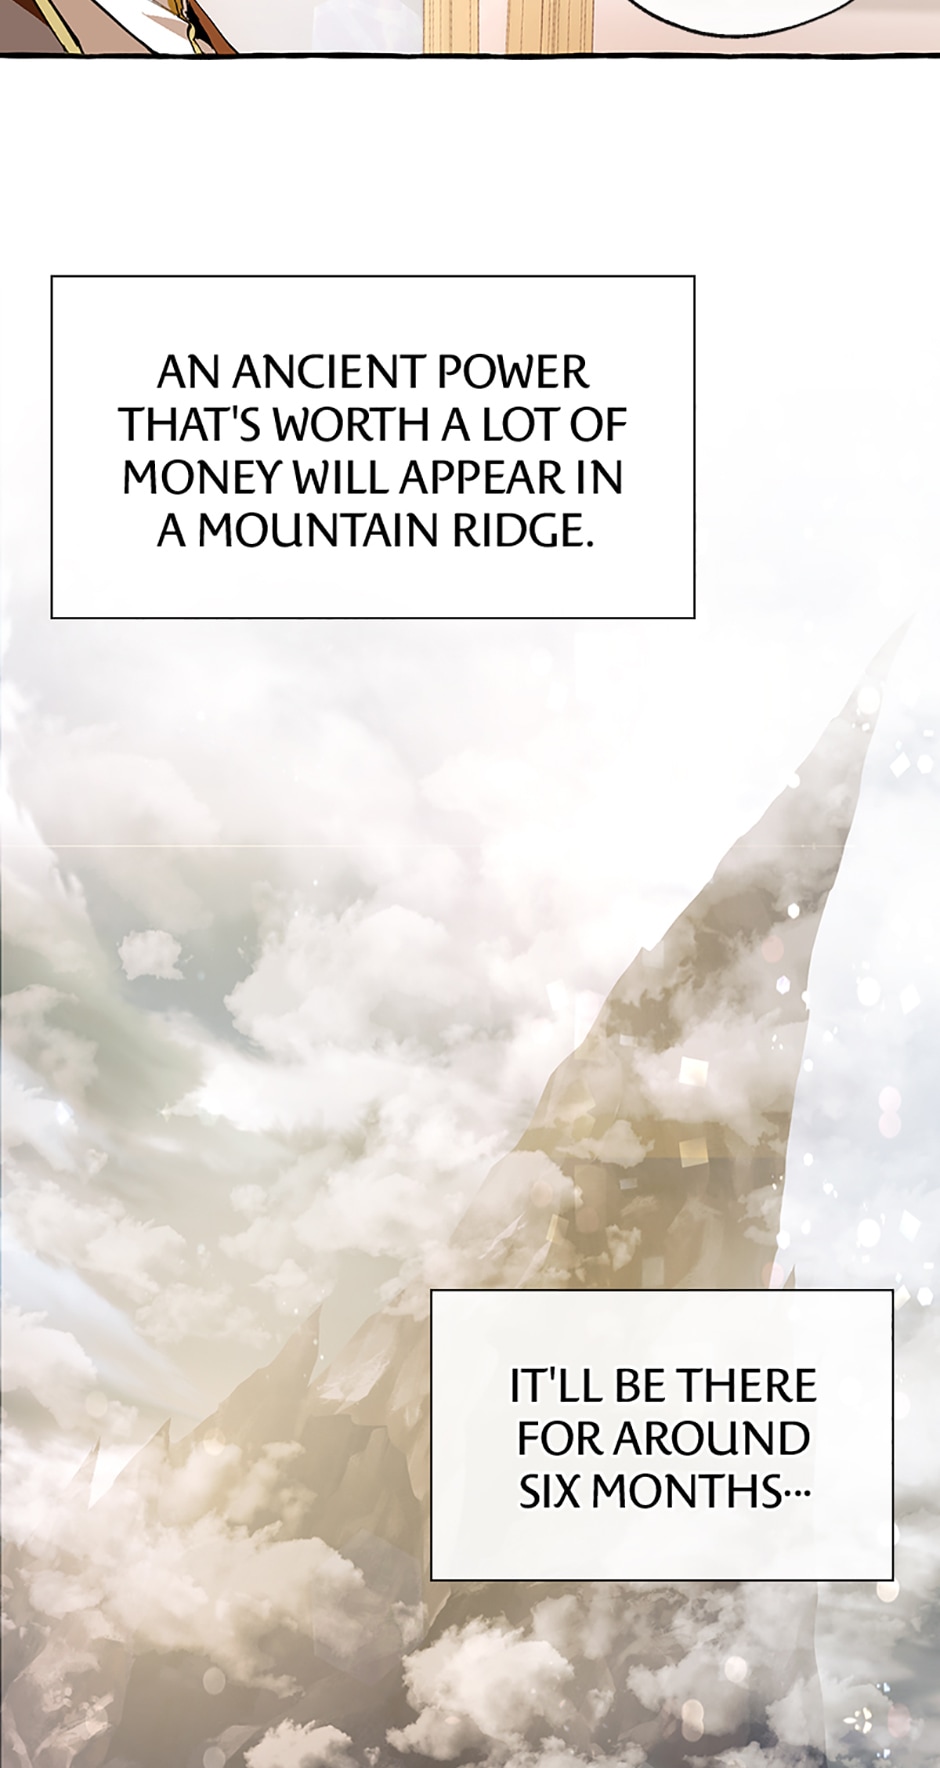 AN ANCIENT POWER
THAT'S WORTH A LOT OF
MONEY WILL APPEAR IN
A MOUNTAIN RIDGE.
IT'LL BE THERE
FOR AROUND
SIX MONTHS···